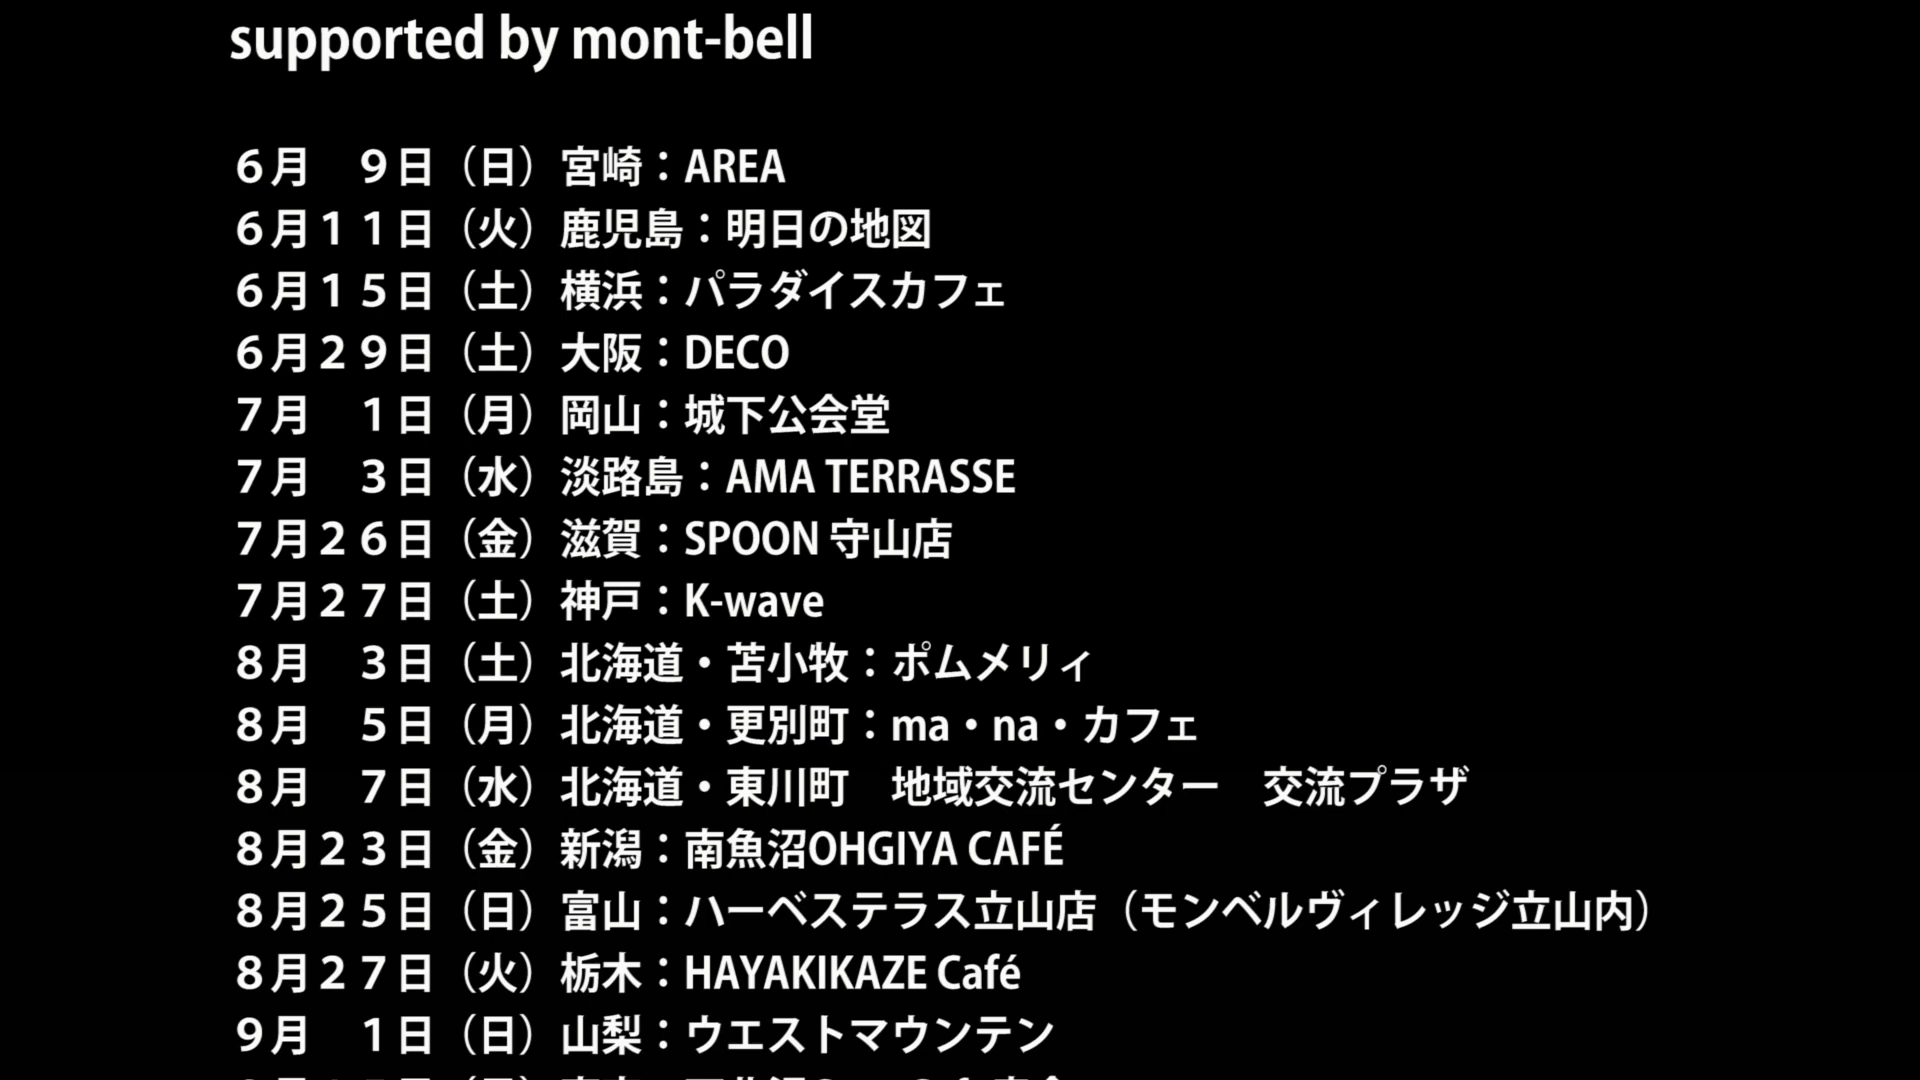 supported by mont-bell
６月　９日（日）宮崎：AREA
６月１１日（火）鹿児島：明日の地図
６月１５日（土）横浜：パラダイスカフェ
６月２９日（土）大阪：DECO
７月　１日（月）岡山：城下公会堂
７月　３日（水）淡路島：AMA TERRASSE
７月２６日（金）滋賀：SPOON 守山店
７月２７日（土）神戸：K-wave
８月　３日（土）北海道・苫小牧：ポムメリィ
８月　５日（月）北海道・更別町：ma・na・カフェ
８月　７日（水）北海道・東川町　地域交流センター　交流プラザ
８月２３日（金）新潟：南魚沼OHGIYA CAFÉ
８月２５日（日）富山：ハーベステラス立山店（モンベルヴィレッジ立山内）
８月２７日（火）栃木：HAYAKIKAZE Café
９月　１日（日）山梨：ウエストマウンテン